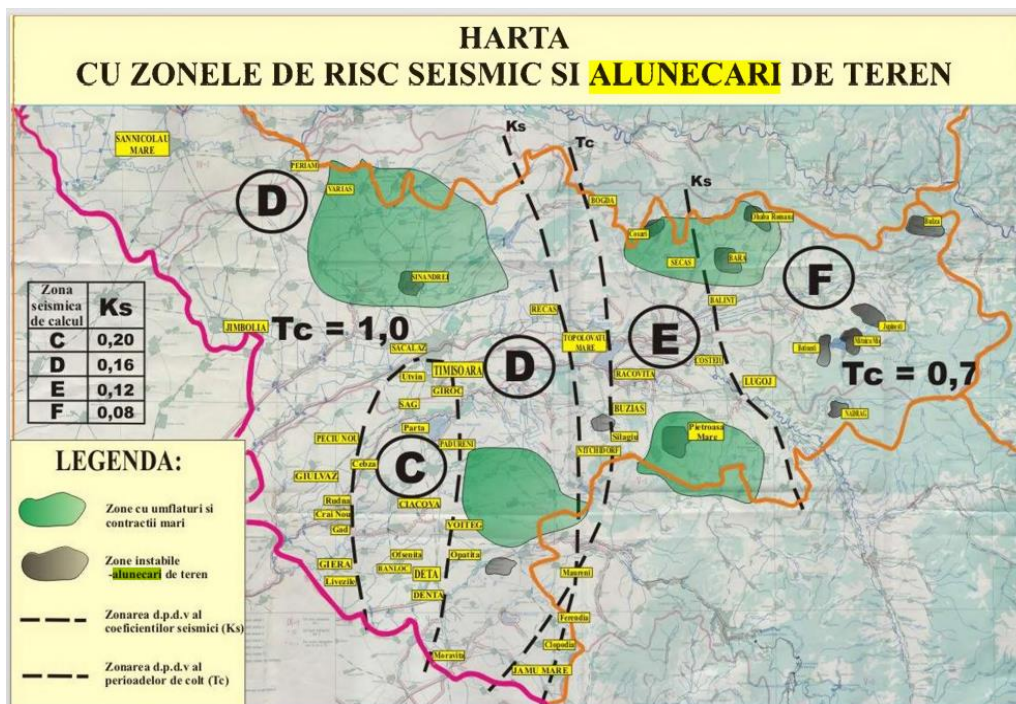 HARTA
CU ZONELE DE RISC SEISMIC SI ALUNECARI DE TEREN
SANNICOLAU
MARE
PERIAM
VARIAS
D
Ks
Tc
Ks
BOGDA
Cosari
SECAS
BARA
F
SINANDREI
BALINT
Zona
seismica
de calcul
Ks
C 0,20
D 0,16
E 0,12
F 0,08
JIMBOLIA
Tc = 1,0
RECAS
TOPOLOVATU
MARE
E
COSTEIU
Tc = 0,7
SACALAZ
Utvin
TIMISOARA
D
RACOVITA
LUGOJ
GIROC
SAG
BUZIAS
NADRAG
Parta
Silagiu
Pietroasa
Mare
PECIU NOU
PADURENI
NITCHIDORF
Cebza
C
GIULVAZ
Rudna
CIACOVA
Crai Nou
Gad
VOITEG
GIERA
Ofsenita
Opatita
BANLOC
DETA
Livezile
DENTA
Maureni
Ferendia
Clopodia
Moravita
JAMU MARE
LEGENDA:
Zone cu umflaturi si
contractii mari
Zone instabile
-alunecari de teren
Zonarea d.p.d.v al
coeficientilor seismici (Ks)
Zonarea d.p.d.v al
perioadelor de colt (Tc)